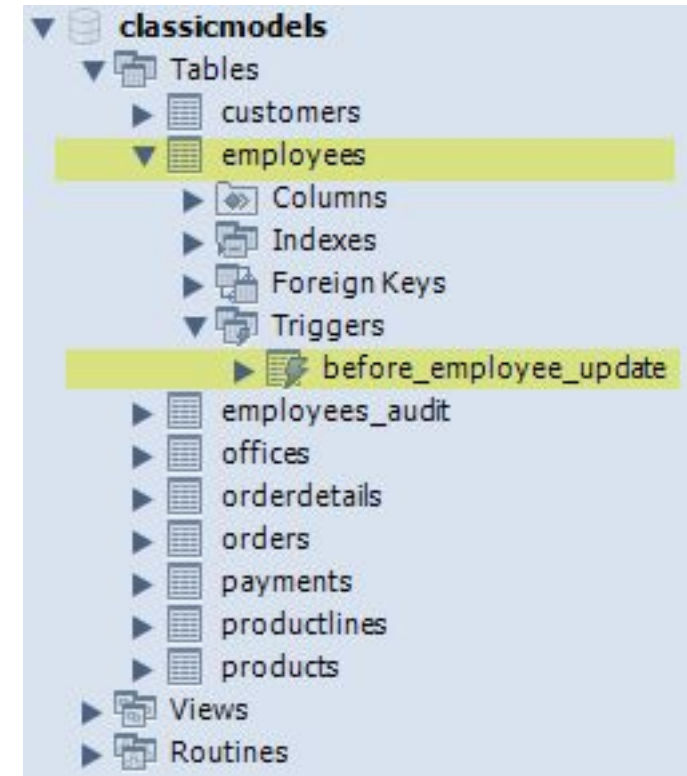 classicmodels
Tables
customers
employees
Columns
Indexes
Foreign Keys
Triggers
before_employee_update
employees_audit
offices
orderdetails
orders
payments
productlines
products
Views
Routines